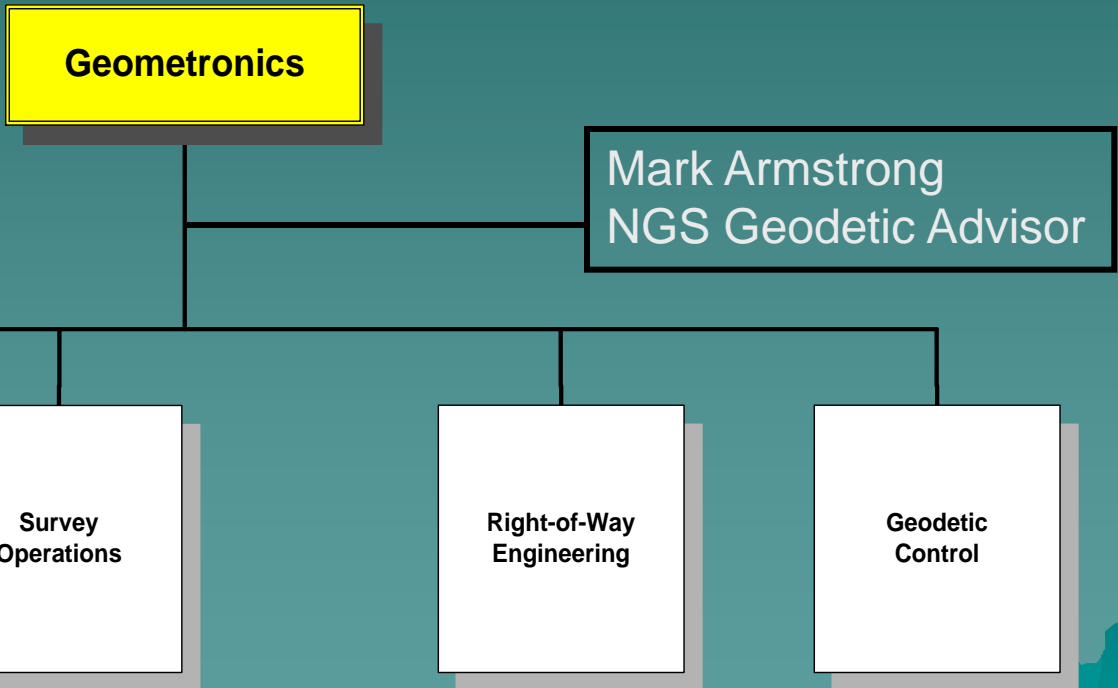 Geometronics
Mark Armstrong
NGS Geodetic Advisor
Survey
Operations
Right-of-Way
Engineering
Geodetic
Control